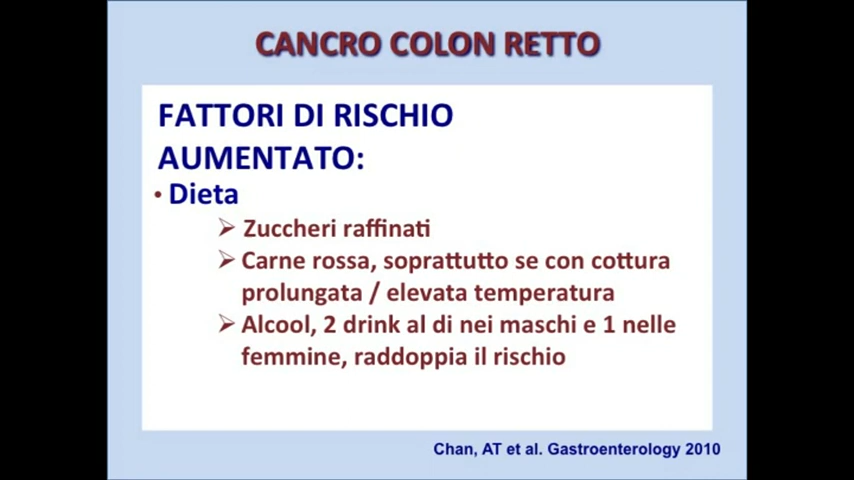 CANCRO COLON RETTO
FATTORI DI RISCHIO
AUMENTATO:
• Dieta
➢ Zuccheri raffinati
➢ Carne rossa, soprattutto se con cottura
prolungata / elevata temperatura
➢ Alcool, 2 drink al di nei maschi e 1 nelle
femmine, raddoppia il rischio
Chan, AT et al. Gastroenterology 2010